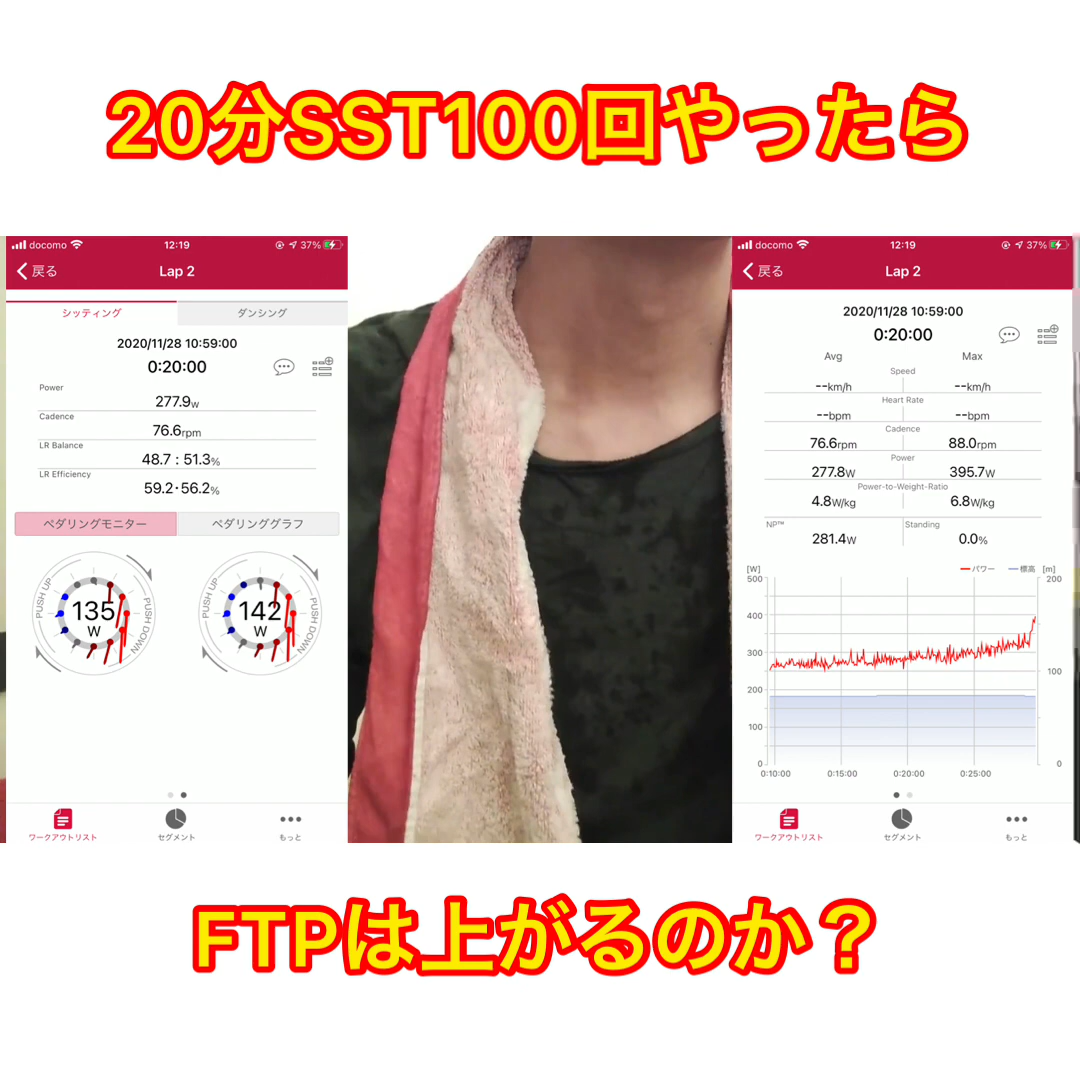 20分SST100回やったら
docomo 12:19 37%
戻る Lap 2
シッティング ダンシング
2020/11/28 10:59:00
0:20:00
Power
277.9W
Cadence
76.6rpm
LR Balance
48.7 : 51.3%
LR Efficiency
59.2・56.2%
ペダリングモニター ペダリンググラフ
PUSH UP 135 W PUSH DOWN
PUSH UP 142 W PUSH DOWN
ワークアウトリスト セグメント もっと
docomo 12:19 37%
戻る Lap 2
2020/11/28 10:59:00
0:20:00
Avg Max
Speed
--km/h --km/h
Heart Rate
--bpm --bpm
Cadence
76.6rpm 88.0rpm
Power
277.8W 395.7W
Power-to-Weight-Ratio
4.8W/kg 6.8W/kg
NP™ Standing
281.4W 0.0%
[W] パワー 標高 [m]
500 200
400
300
100
200
100
0 0
0:10:00 0:15:00 0:20:00 0:25:00
ワークアウトリスト セグメント もっと
FTPは上がるのか？